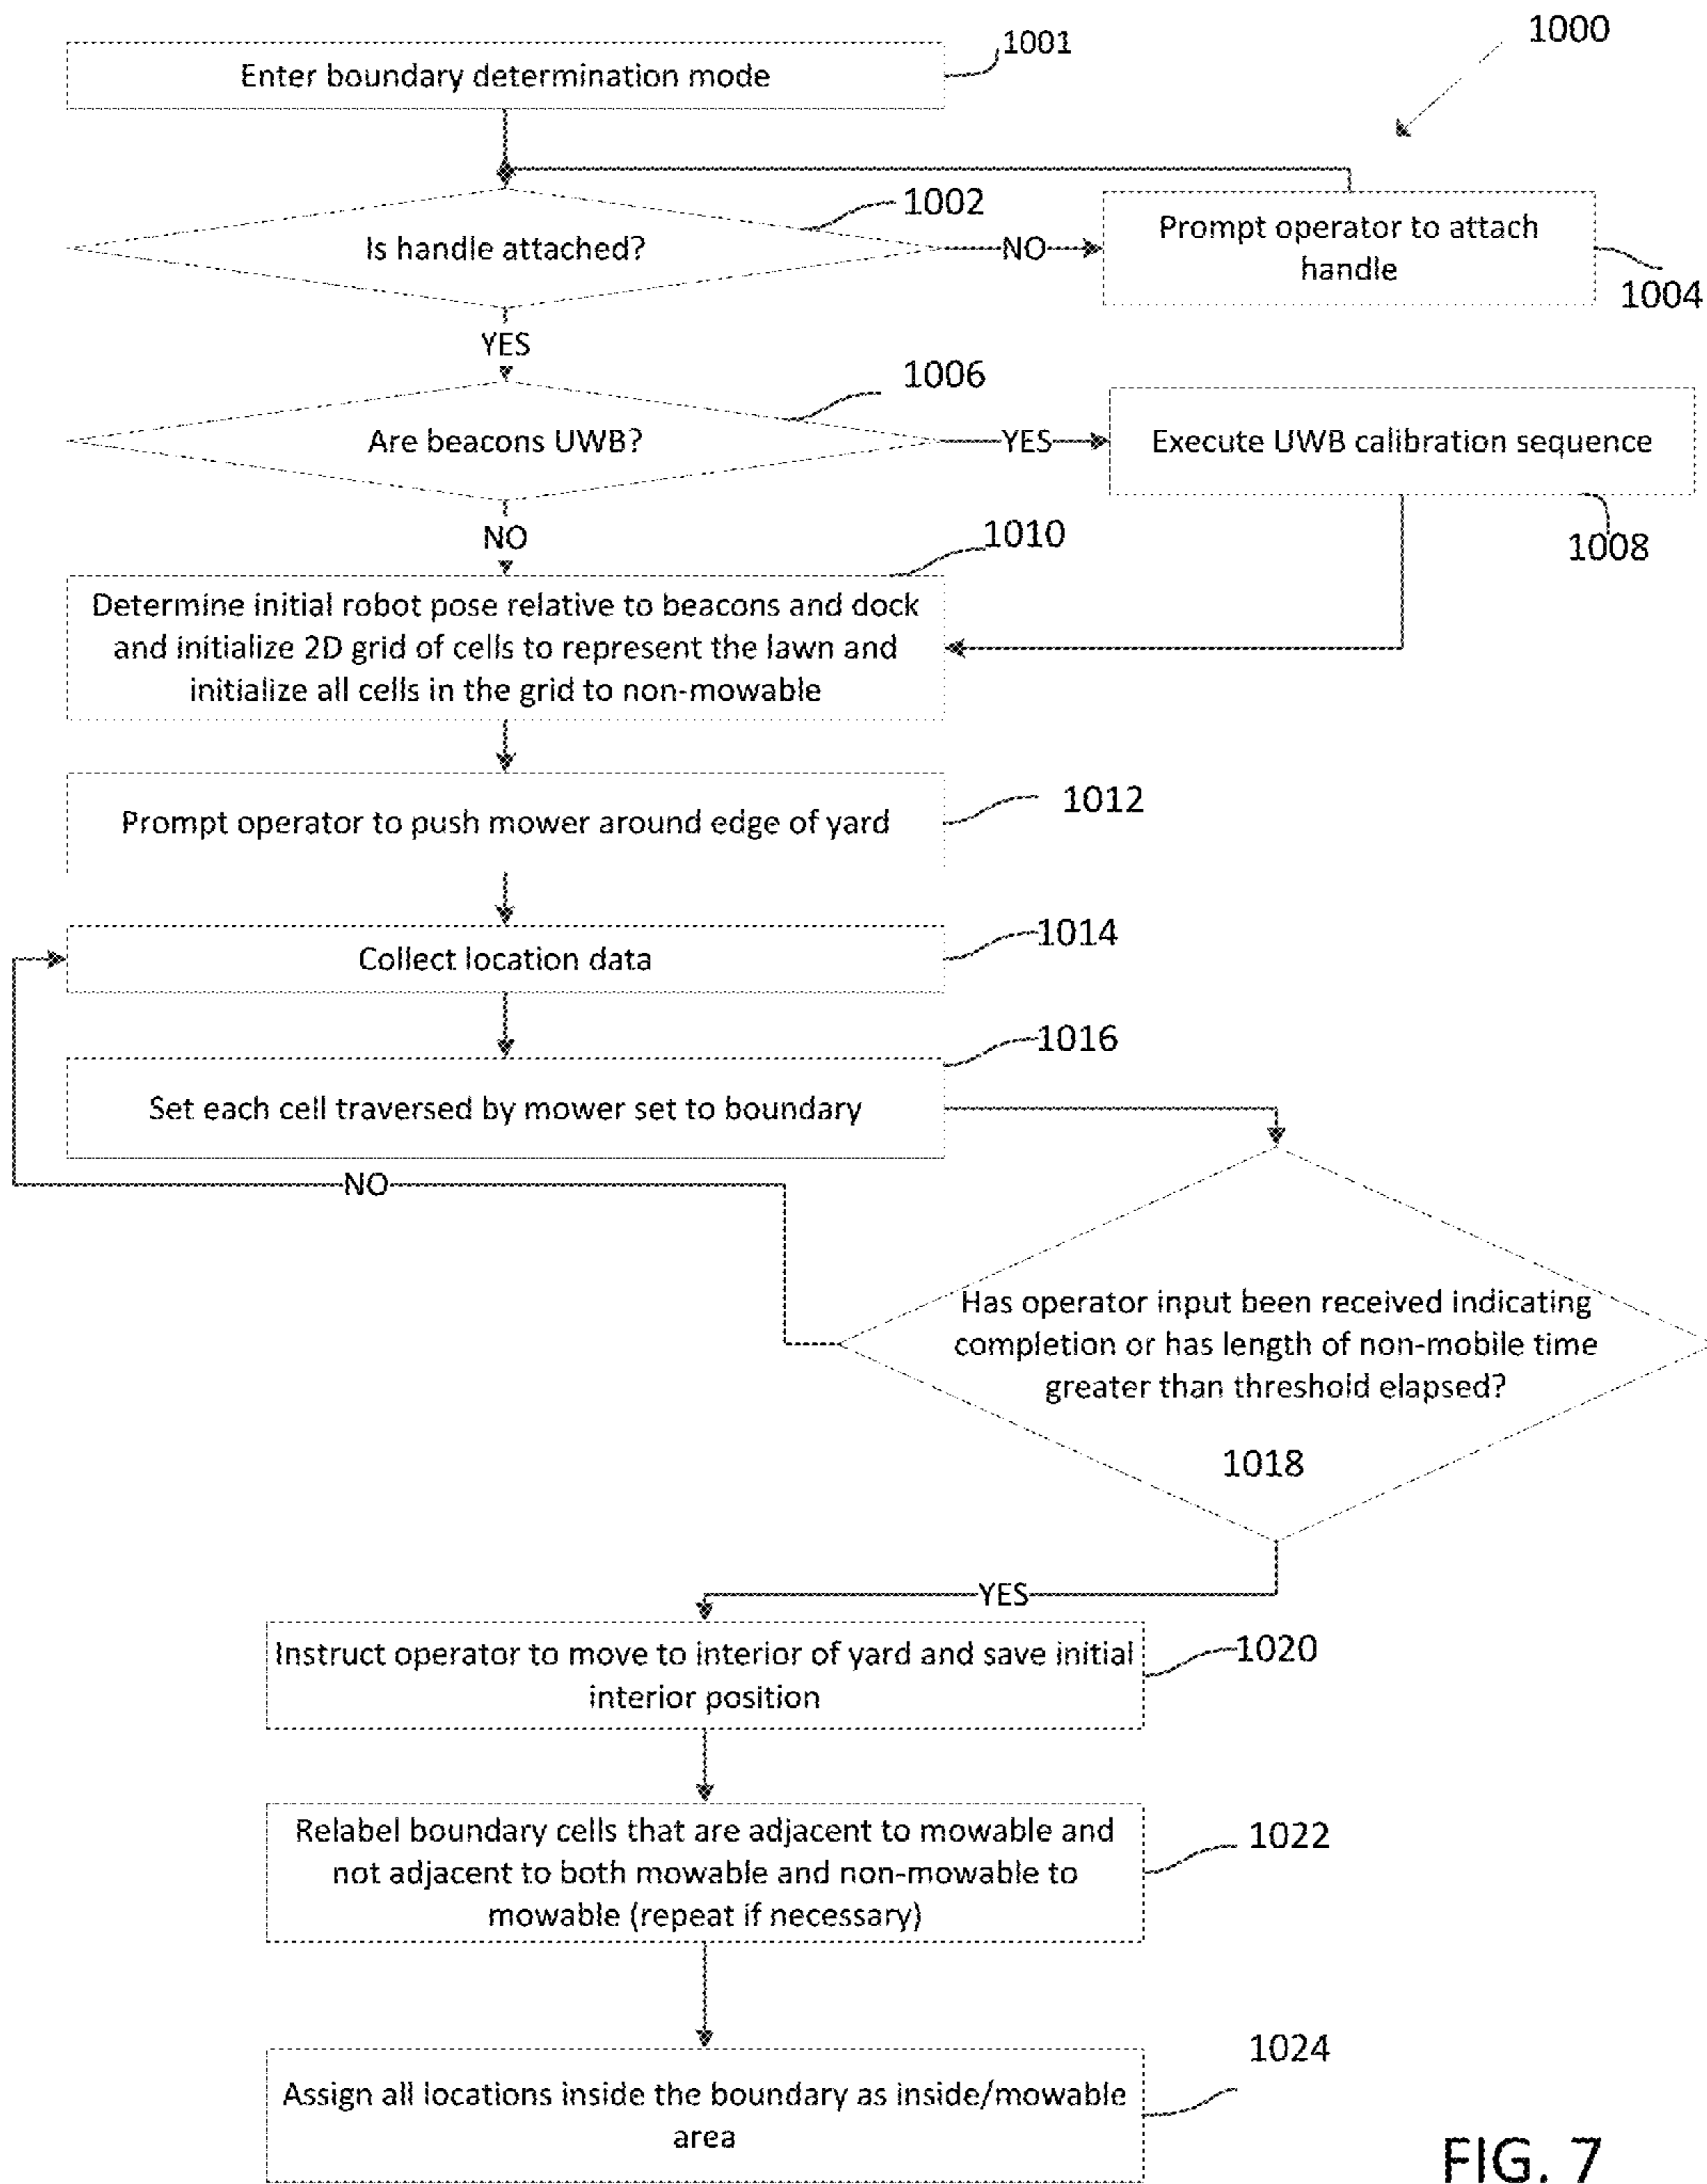 1000
Enter boundary determination mode
1001
Is handle attached?
1002
NO
Prompt operator to attach
handle
1004
YES
Are beacons UWB?
1006
YES
Execute UWB calibration sequence
1008
NO
1010
Determine initial robot pose relative to beacons and dock
and initialize 2D grid of cells to represent the lawn and
initialize all cells in the grid to non-mowable
Prompt operator to push mower around edge of yard
1012
Collect location data
1014
Set each cell traversed by mower set to boundary
1016
NO
Has operator input been received indicating
completion or has length of non-mobile time
greater than threshold elapsed?
1018
YES
Instruct operator to move to interior of yard and save initial
interior position
1020
Relabel boundary cells that are adjacent to mowable and
not adjacent to both mowable and non-mowable to
mowable (repeat if necessary)
1022
Assign all locations inside the boundary as inside/mowable
area
1024
FIG. 7